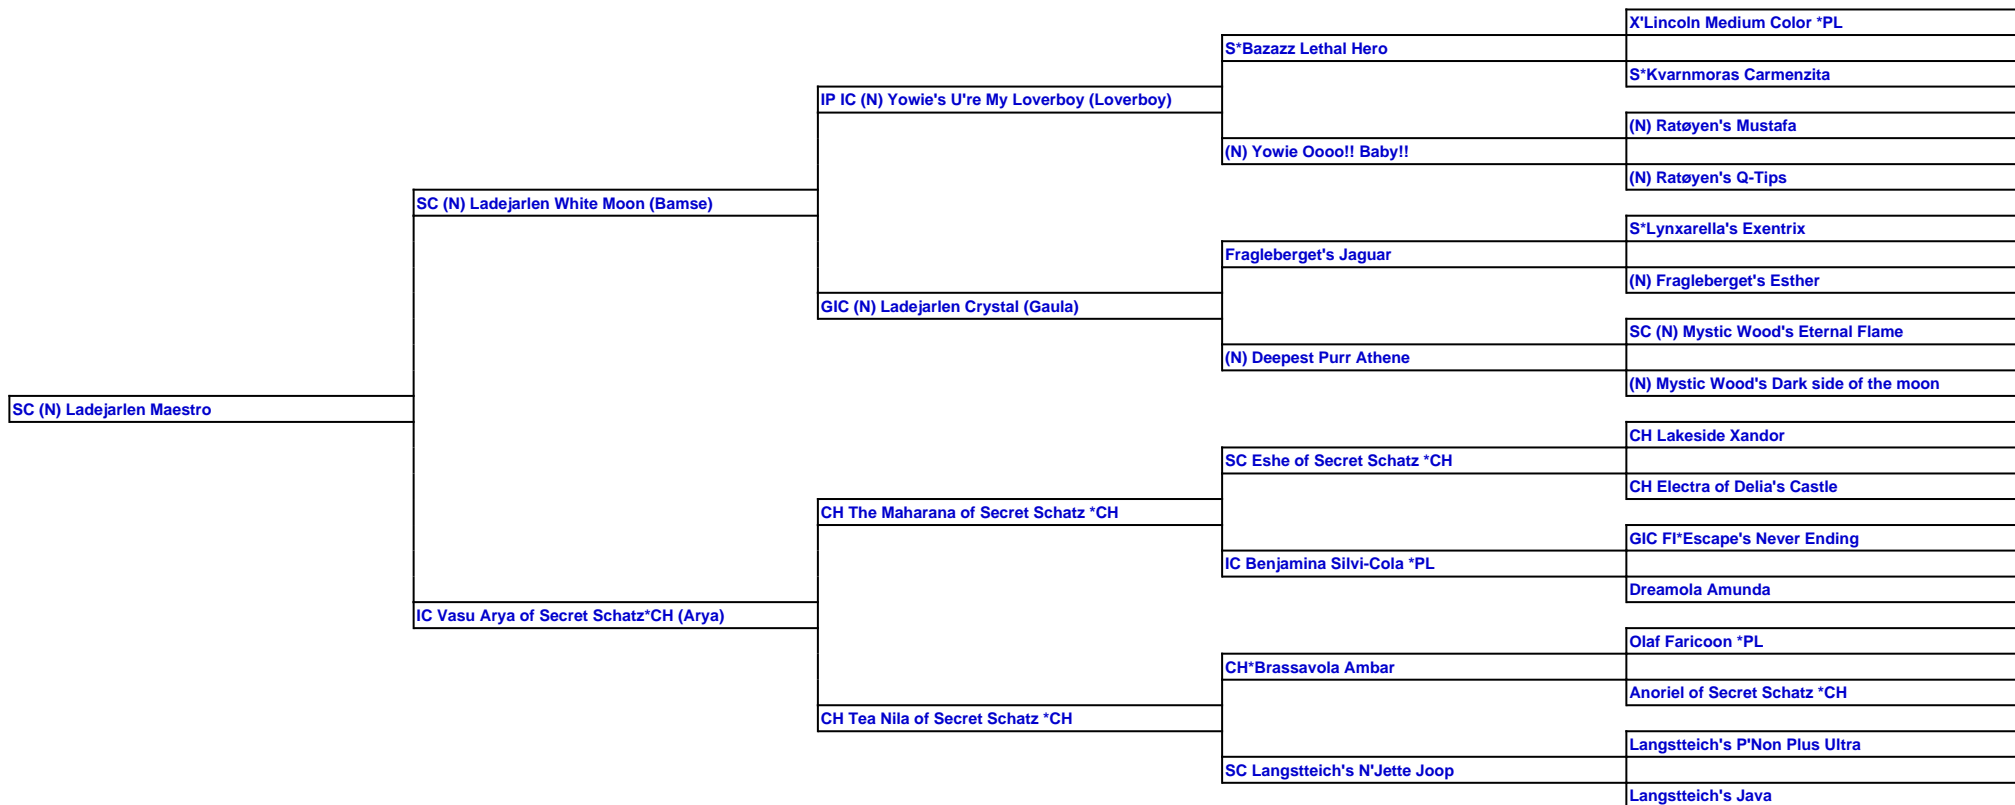 X'Lincoln Medium Color *PL
S*Bazazz Lethal Hero
S*Kvarnmoras Carmenzita
IP IC (N) Yowie's U're My Loverboy (Loverboy)
(N) Ratøyen's Mustafa
(N) Yowie Oooo!! Baby!!
(N) Ratøyen's Q-Tips
SC (N) Ladejarlen White Moon (Bamse)
S*Lynxarella's Exentrix
Fragleberget's Jaguar
(N) Fragleberget's Esther
GIC (N) Ladejarlen Crystal (Gaula)
SC (N) Mystic Wood's Eternal Flame
(N) Deepest Purr Athene
(N) Mystic Wood's Dark side of the moon
SC (N) Ladejarlen Maestro
CH Lakeside Xandor
SC Eshe of Secret Schatz *CH
CH Electra of Delia's Castle
CH The Maharana of Secret Schatz *CH
GIC FI*Escape's Never Ending
IC Benjamina Silvi-Cola *PL
Dreamola Amunda
IC Vasu Arya of Secret Schatz*CH (Arya)
Olaf Faricoon *PL
CH*Brassavola Ambar
Anoriel of Secret Schatz *CH
CH Tea Nila of Secret Schatz *CH
Langstteich's P'Non Plus Ultra
SC Langstteich's N'Jette Joop
Langstteich's Java